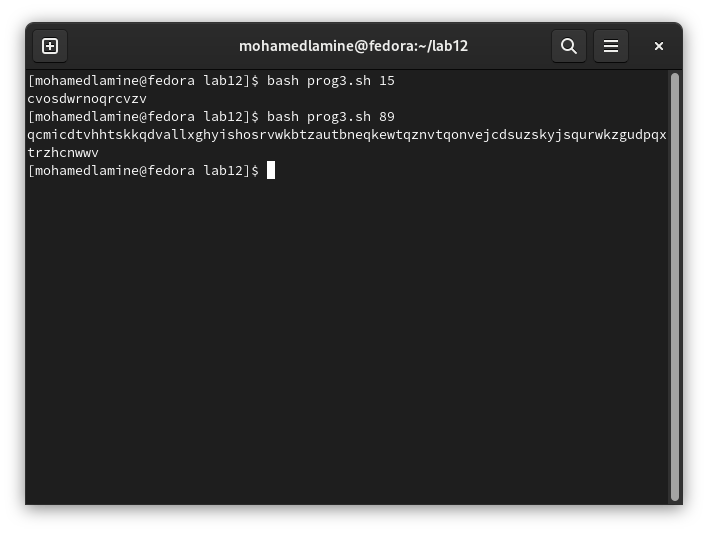 mohamedlamine@fedora:~/lab12
[mohamedlamine@fedora lab12]$ bash prog3.sh 15
cvosdwrnoqrcvzv
[mohamedlamine@fedora lab12]$ bash prog3.sh 89
qcmicdtvhhtskkqdvallxghyishosrvwkbtzautbneqkewtqznvtqonvejcdsuzskyjsqurwkzgudpqx
trzhcnwwv
[mohamedlamine@fedora lab12]$